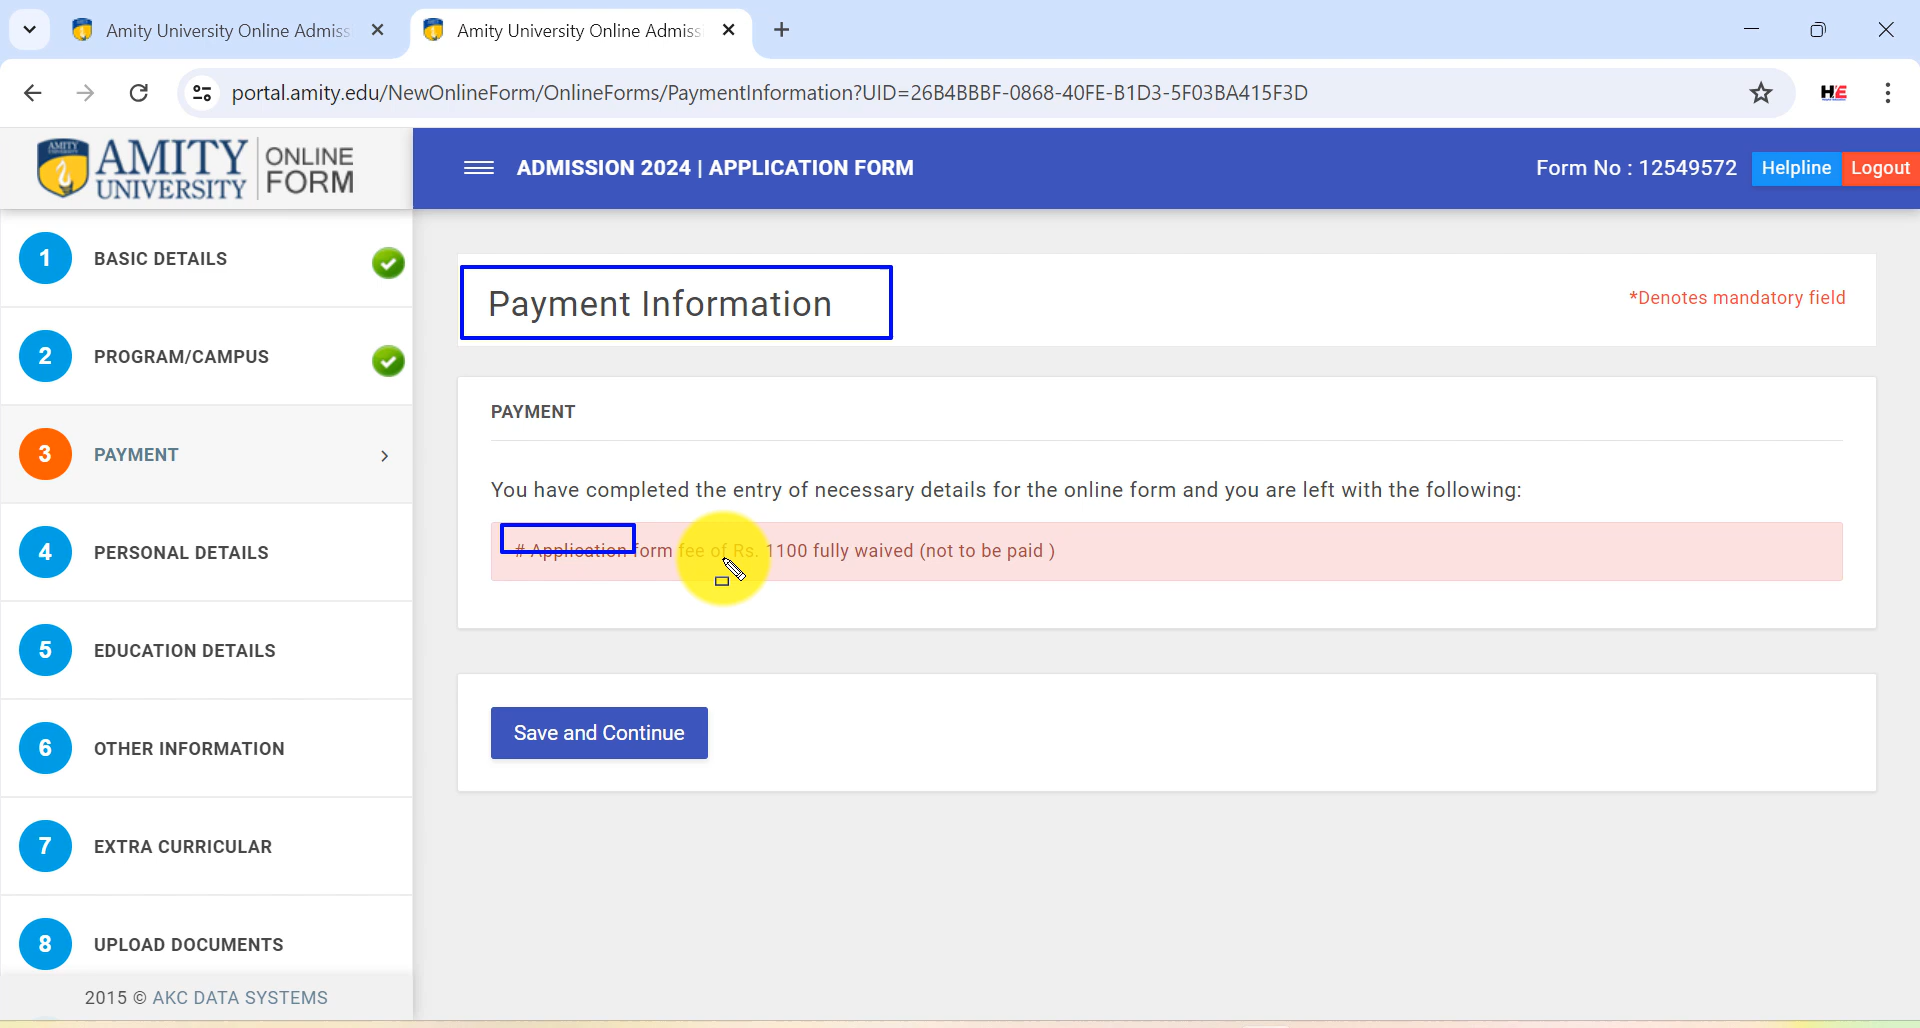 Amity University Online Admiss
Amity University Online Admiss
portal.amity.edu/NewOnlineForm/OnlineForms/PaymentInformation?UID=26B4BBBF-0868-40FE-B1D3-5F03BA415F3D
HE
AMITY
AMITY UNIVERSITY
ONLINE FORM
ADMISSION 2024 | APPLICATION FORM
Form No : 12549572
Helpline
Logout
1 BASIC DETAILS
2 PROGRAM/CAMPUS
3 PAYMENT
4 PERSONAL DETAILS
5 EDUCATION DETAILS
6 OTHER INFORMATION
7 EXTRA CURRICULAR
8 UPLOAD DOCUMENTS
2015 © AKC DATA SYSTEMS
Payment Information
*Denotes mandatory field
PAYMENT
You have completed the entry of necessary details for the online form and you are left with the following:
# Application form fee of Rs. 1100 fully waived (not to be paid )
Save and Continue